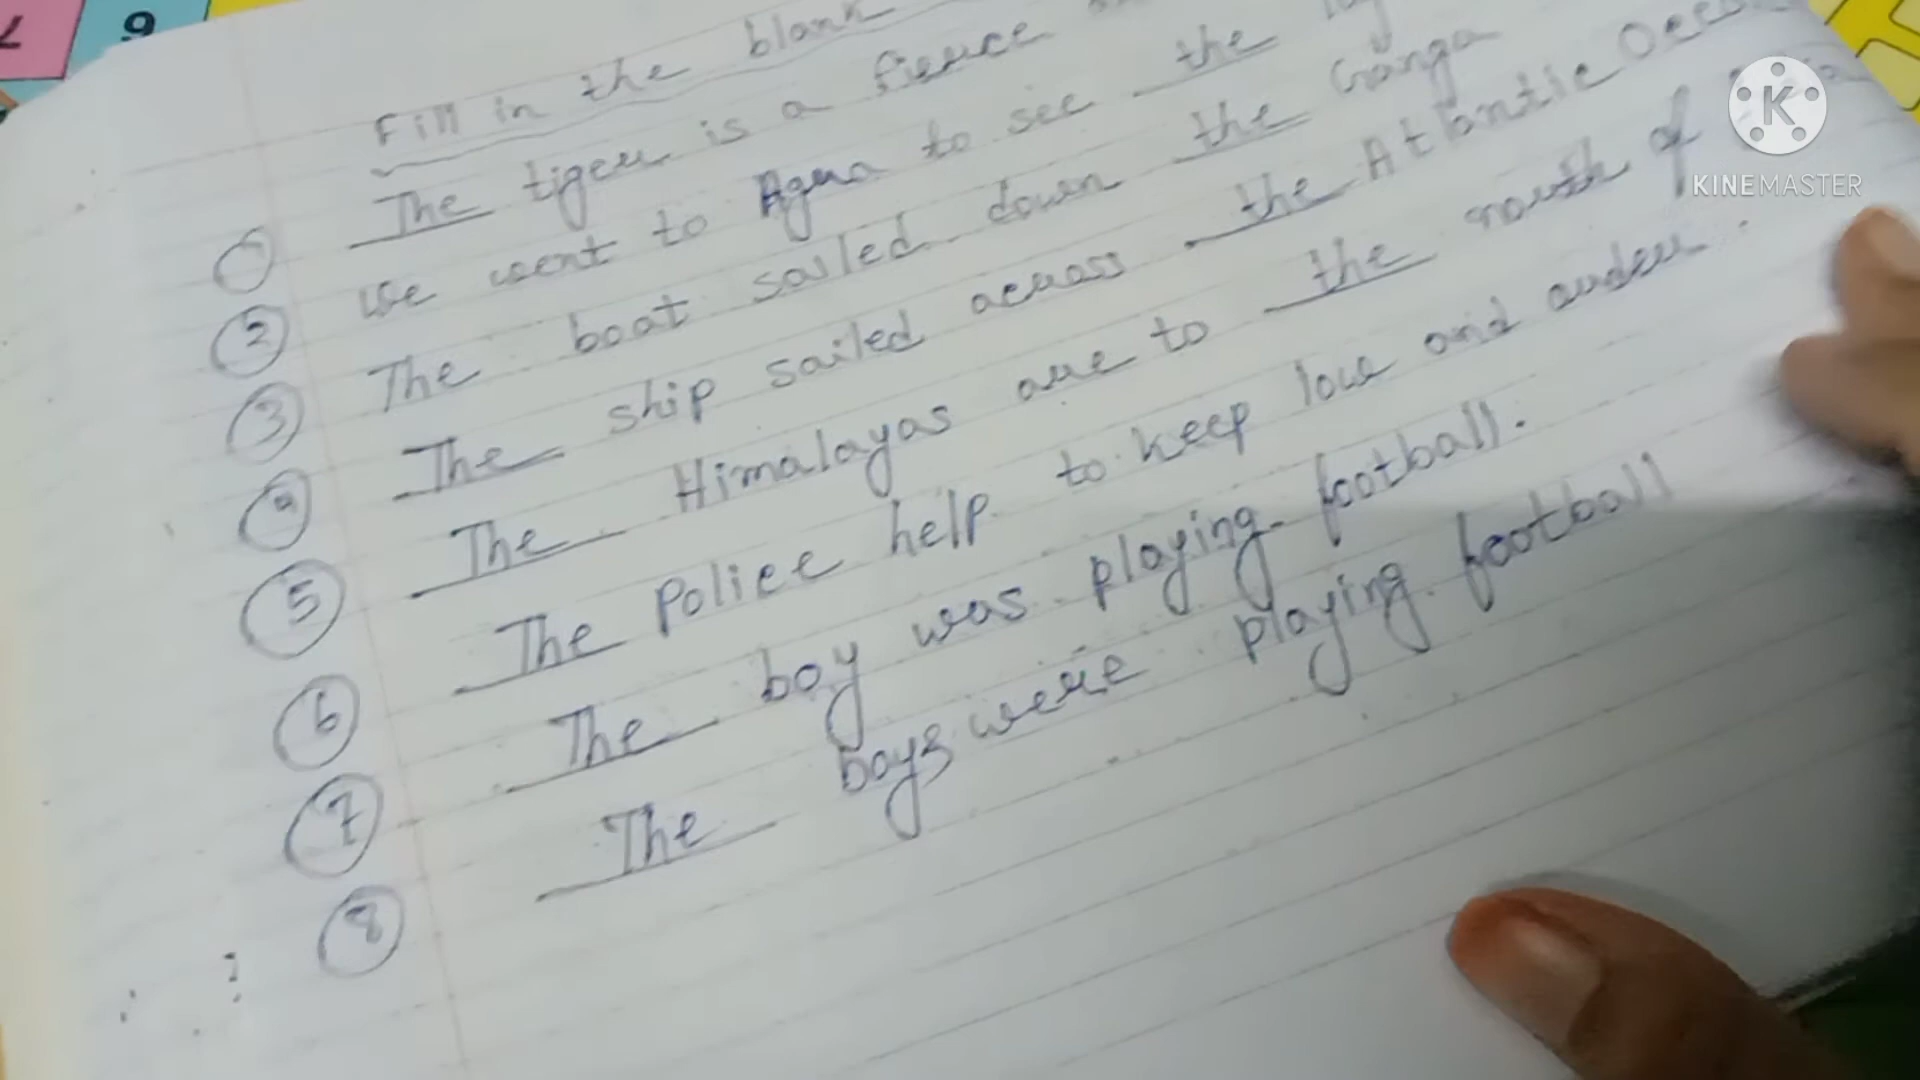 7 6
Fill in the blank
① The tiger is a fierce
② We went to Agra to see the
③ The boat sailed down the Ganga
④ The ship sailed across the Atlantic
⑤ The Himalayas are to the north of
⑥ The Police help to keep low and order.
⑦ The boy was playing football.
⑧ The boys were playing football
K
KINEMASTER